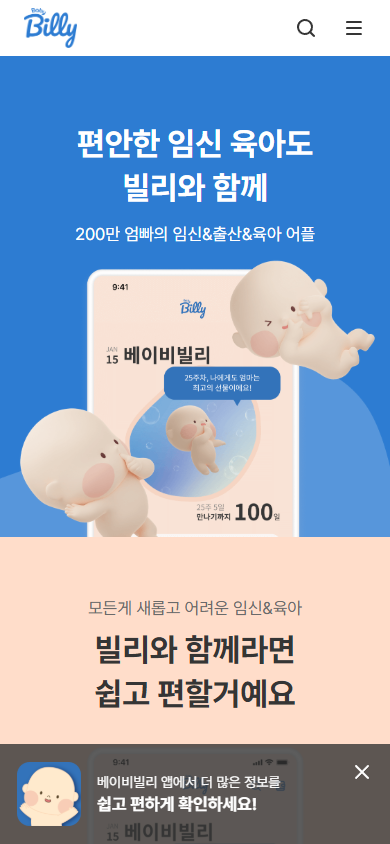 Billy
편안한 임신 육아도
빌리와 함께
200만 엄빠의 임신&출산&육아 어플
9:41
Billy
JAN
15 베이비빌리
25주차, 나에게도 엄마는
최고의 선물이에요!
25주 5일
만나기까지 100일
모든게 새롭고 어려운 임신&육아
빌리와 함께라면
쉽고 편할거예요
9:41
베이비빌리 앱에서 더 많은 정보를
쉽고 편하게 확인하세요!
JAN
15 베이비빌리